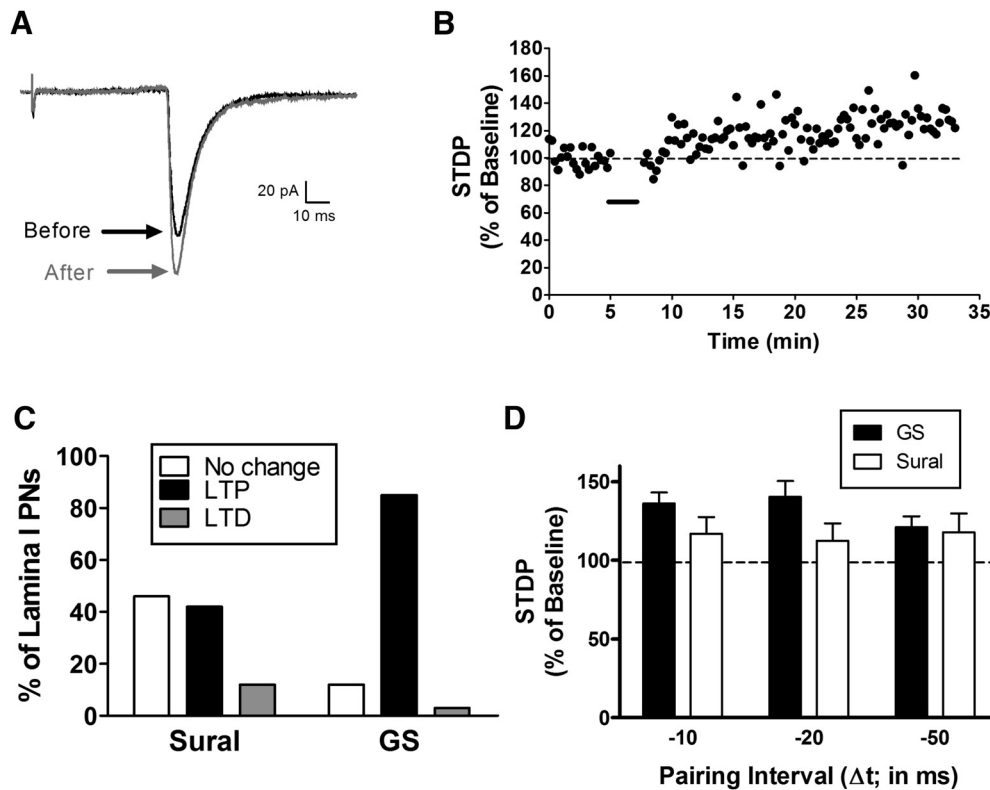 A
Before
After
20 pA
10 ms
B
STDP
(% of Baseline)
180
160
140
120
100
80
60
40
20
0
0 5 10 15 20 25 30 35
Time (min)
C
% of Lamina I PNs
100
80
60
40
20
0
No change
LTP
LTD
Sural GS
D
GS
Sural
STDP
(% of Baseline)
150
100
50
0
-10 -20 -50
Pairing Interval (Δt; in ms)